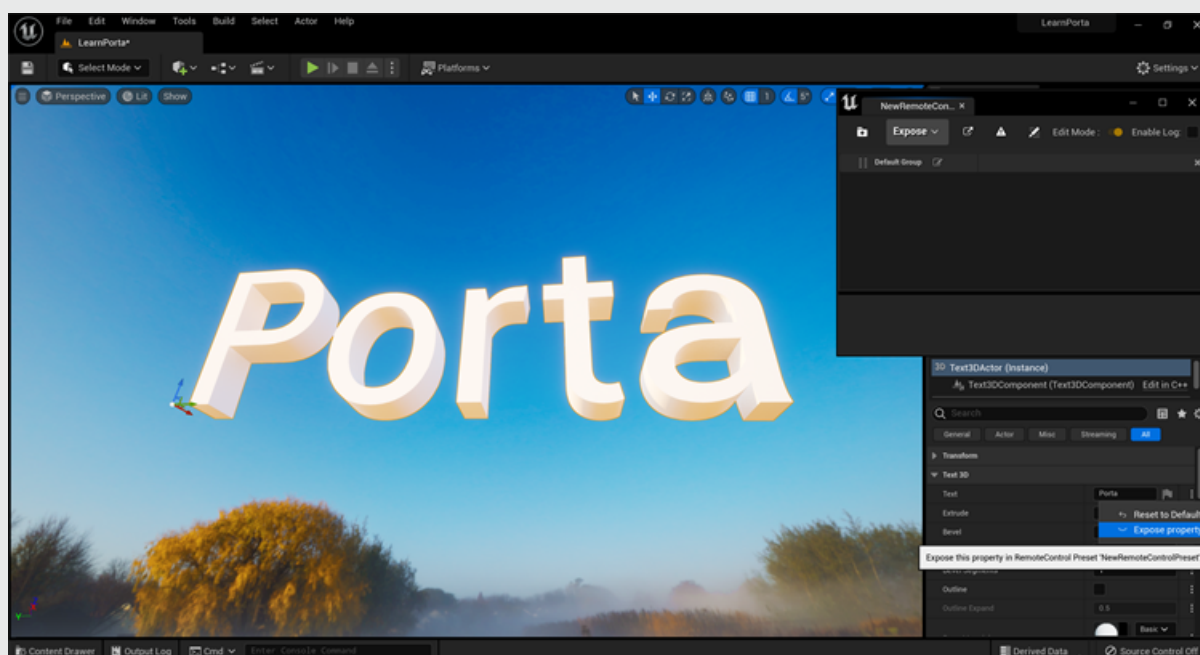 File Edit Window Tools Build Select Actor Help
LearnPorta
LearnPorta*
Select Mode
Platforms
Settings
Perspective Lit Show
1 5°
NewRemoteCon...
Expose
Edit Mode :
Enable Log:
Default Group
Porta
3D Text3DActor (Instance)
Text3DComponent (Text3DComponent) Edit in C++
Search
General Actor Misc Streaming All
Transform
Text 3D
Text Porta
Reset to Default
Extrude
Expose property
Bevel
Expose this property in RemoteControl Preset 'NewRemoteControlPreset'
Outline
Outline Expand 0.5
Basic
Content Drawer Output Log Cmd Enter Console Command
Derived Data Source Control Off